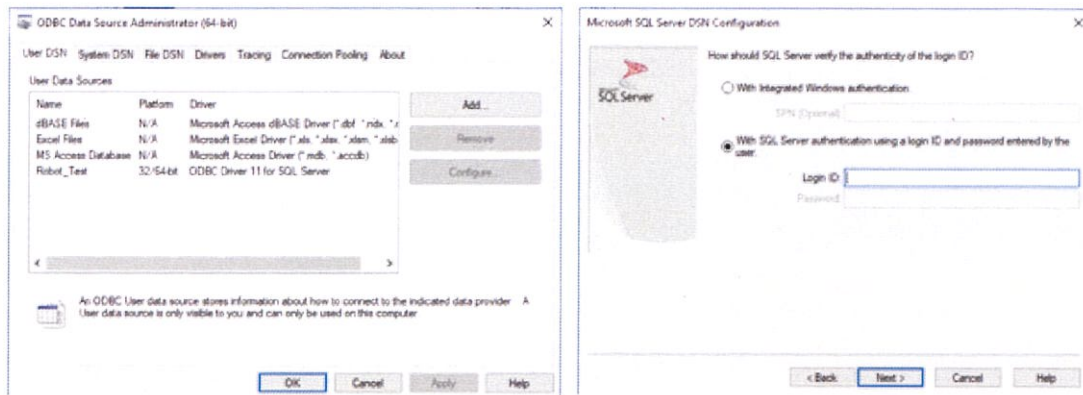 ODBC Data Source Administrator (64-bit)
User DSN System DSN File DSN Drivers Tracing Connection Pooling About
User Data Sources
Name Platform Driver
dBASE Files N/A Microsoft Access dBASE Driver (*.dbf, *.ndx, *.r
Excel Files N/A Microsoft Excel Driver (*.xls, *.xlsx, *.xlsm, *.xlsb
MS Access Database N/A Microsoft Access Driver (*.mdb, *.accdb)
Robot_Test 32/64-bit ODBC Driver 11 for SQL Server
Add...
Remove
Configure...
An ODBC User data source stores information about how to connect to the indicated data provider. A
User data source is only visible to you and can only be used on this computer
OK Cancel Apply Help
Microsoft SQL Server DSN Configuration
SQL Server
How should SQL Server verify the authenticity of the login ID?
With Integrated Windows authentication
SPN (Optional)
With SQL Server authentication using a login ID and password entered by the
user.
Login ID:
Password:
< Back Next > Cancel Help